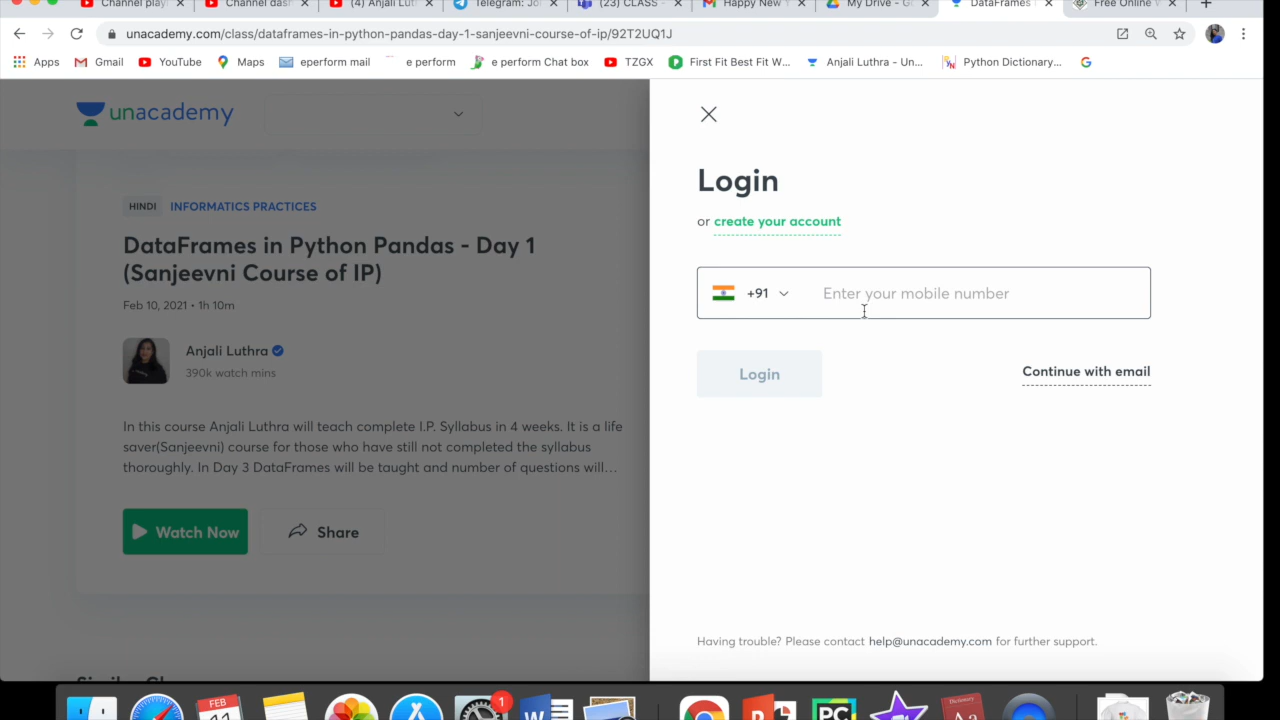 Channel play
Channel dash
(4) Anjali Lut
Telegram: Jo
(23) CLASS -
Happy New Y
My Drive - Go
DataFrames
Free Online V
unacademy.com/class/dataframes-in-python-pandas-day-1-sanjeevni-course-of-ip/92T2UQ1J
Apps Gmail YouTube Maps eperform mail e perform e perform Chat box TZGX First Fit Best Fit W... Anjali Luthra - Un... Python Dictionary...
unacademy
HINDI INFORMATICS PRACTICES
DataFrames in Python Pandas - Day 1
(Sanjeevni Course of IP)
Feb 10, 2021 • 1h 10m
Anjali Luthra
390k watch mins
In this course Anjali Luthra will teach complete I.P. Syllabus in 4 weeks. It is a life
saver(Sanjeevni) course for those who have still not completed the syllabus
thoroughly. In Day 3 DataFrames will be taught and number of questions will...
Watch Now Share
Login
or create your account
+91 Enter your mobile number
Login Continue with email
Having trouble? Please contact help@unacademy.com for further support.
FEB
1
W
PC
Aa